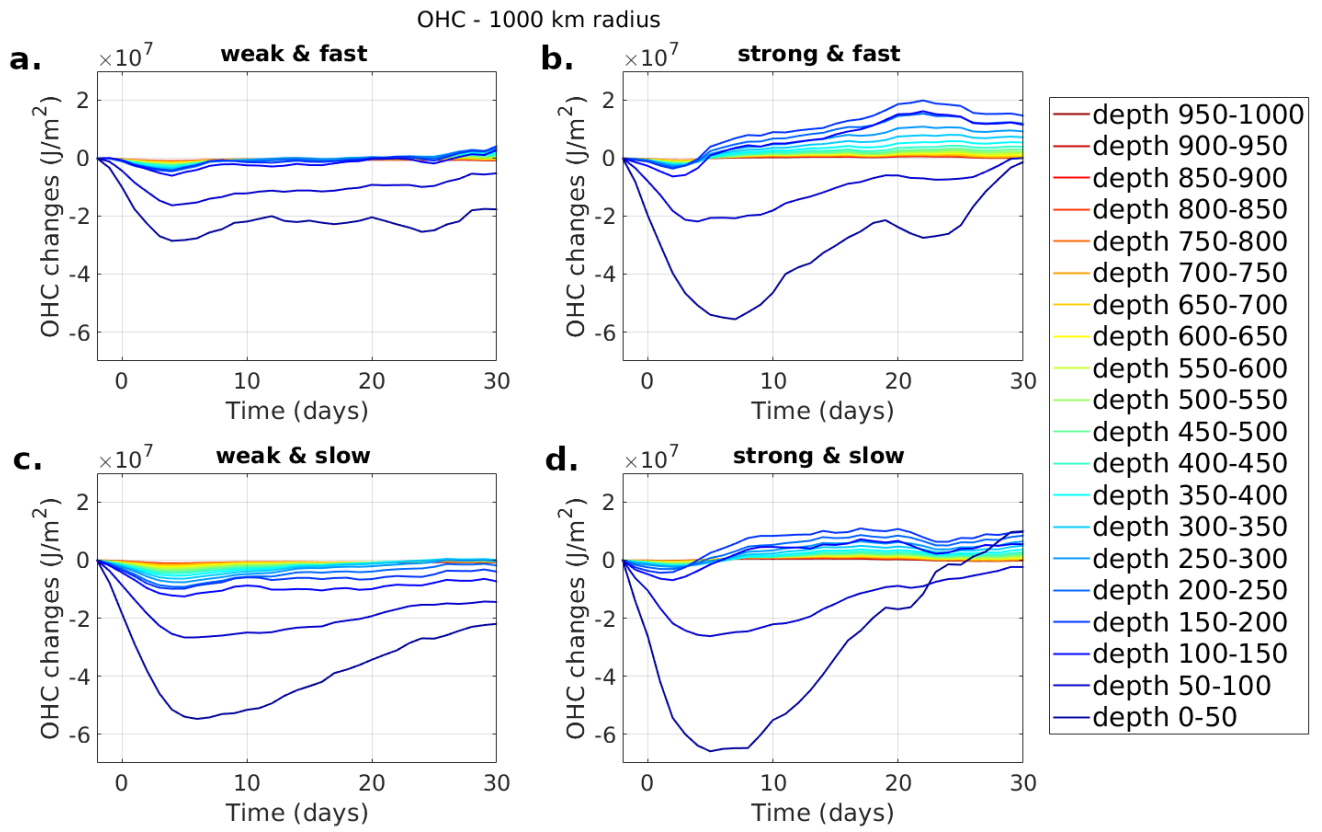 OHC - 1000 km radius
a.
×10^7
weak & fast
OHC changes (J/m^2)
2
0
-2
-4
-6
0
10
20
30
Time (days)
b.
×10^7
strong & fast
OHC changes (J/m^2)
2
0
-2
-4
-6
0
10
20
30
Time (days)
c.
×10^7
weak & slow
OHC changes (J/m^2)
2
0
-2
-4
-6
0
10
20
30
Time (days)
d.
×10^7
strong & slow
OHC changes (J/m^2)
2
0
-2
-4
-6
0
10
20
30
Time (days)
depth 950-1000
depth 900-950
depth 850-900
depth 800-850
depth 750-800
depth 700-750
depth 650-700
depth 600-650
depth 550-600
depth 500-550
depth 450-500
depth 400-450
depth 350-400
depth 300-350
depth 250-300
depth 200-250
depth 150-200
depth 100-150
depth 50-100
depth 0-50